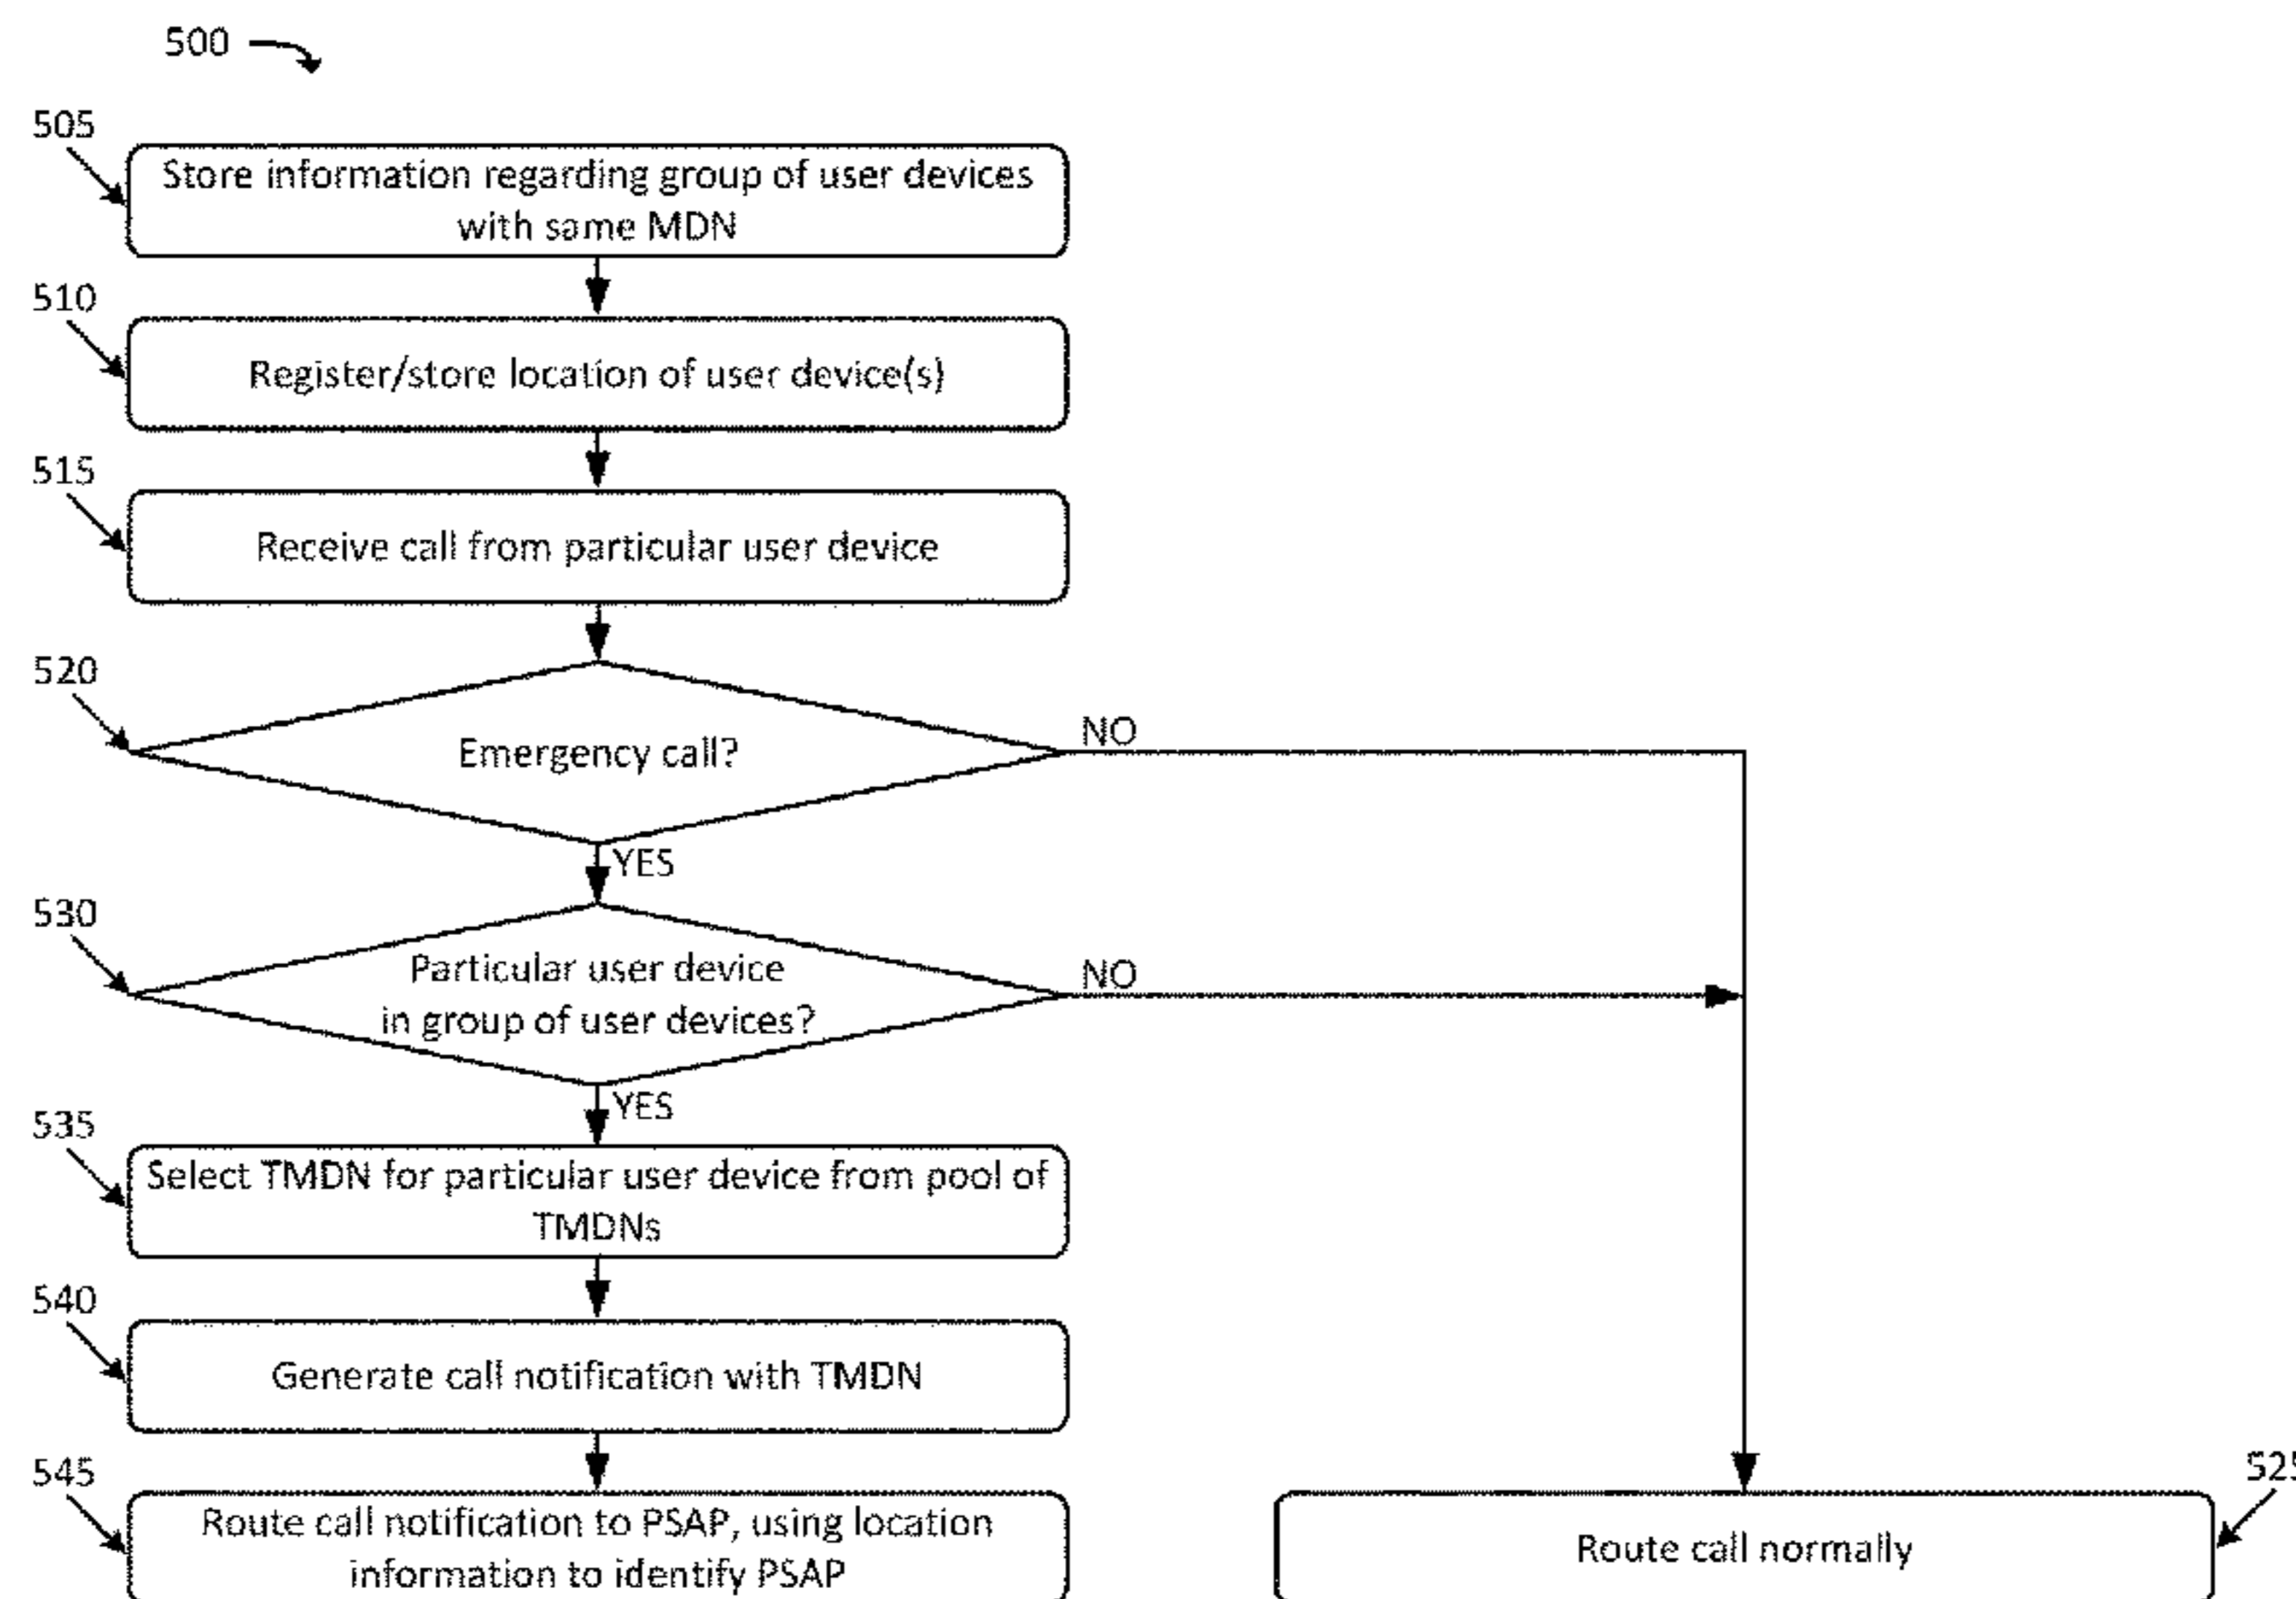 500
505
Store information regarding group of user devices
with same MDN
510
Register/store location of user device(s)
515
Receive call from particular user device
520
Emergency call?
NO
YES
530
Particular user device
in group of user devices?
NO
YES
535
Select TMDN for particular user device from pool of
TMDNs
540
Generate call notification with TMDN
545
Route call notification to PSAP, using location
information to identify PSAP
525
Route call normally